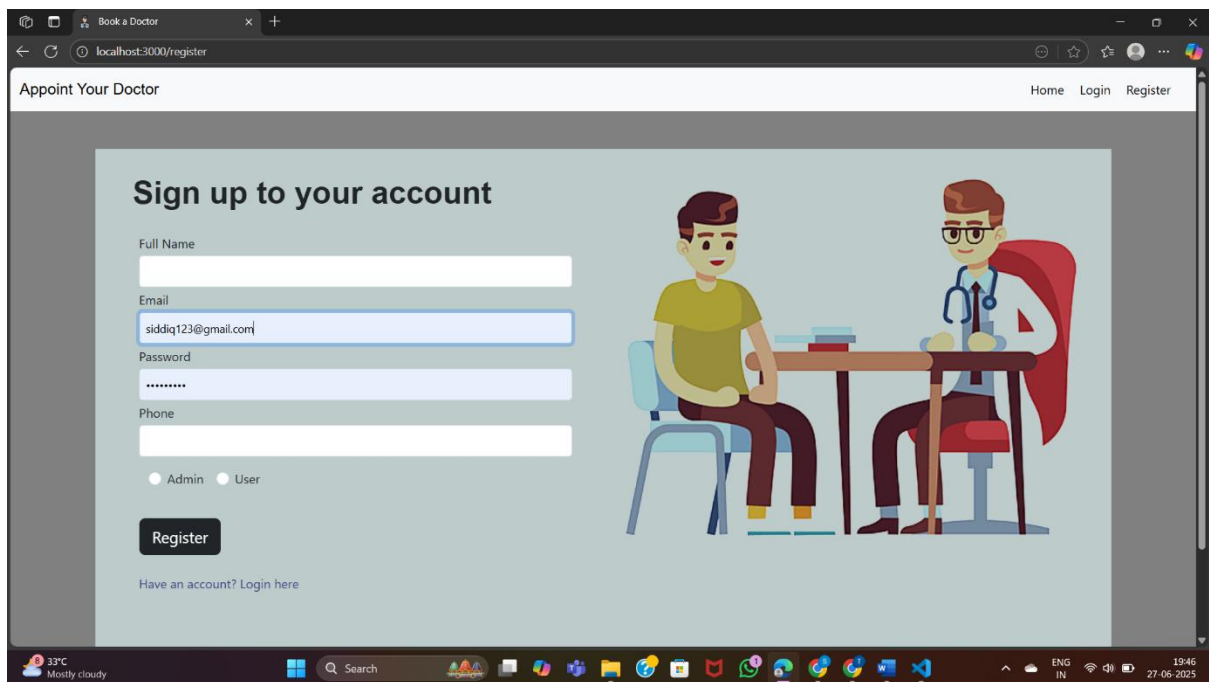 Book a Doctor
localhost:3000/register
Appoint Your Doctor
Home Login Register
Sign up to your account
Full Name
Email
siddiq123@gmail.com
Password
•••••••••
Phone
Admin User
Register
Have an account? Login here
8
33°C
Mostly cloudy
Search
ENG
IN
19:46
27-06-2025